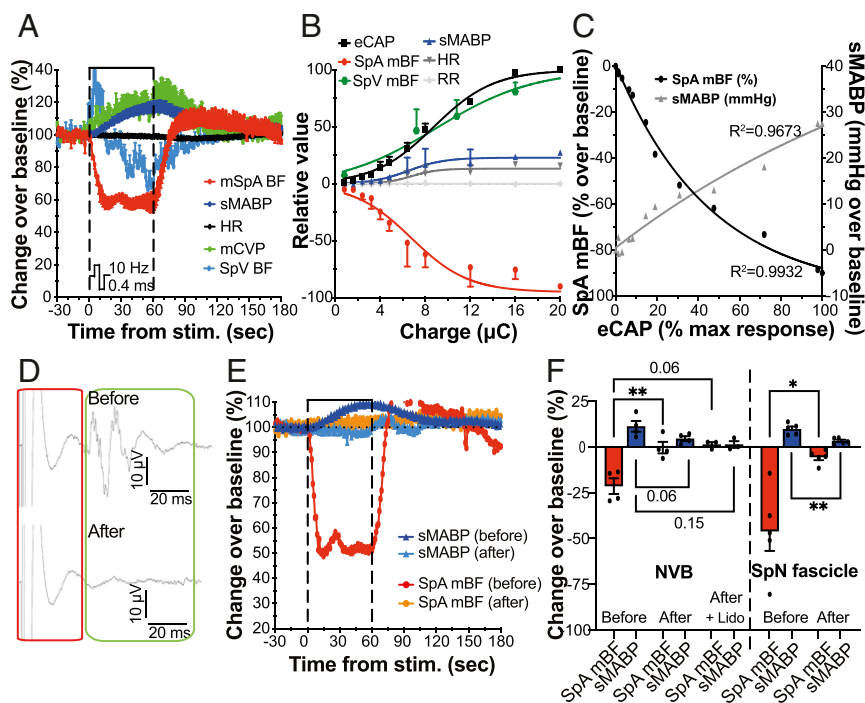 A
Change over baseline (%)
140
120
100
80
60
40
20
0
-30
0
30
60
90
120
150
180
Time from stim. (sec)
10 Hz
0.4 ms
mSpA BF
sMABP
HR
mCVP
SpV BF
B
eCAP
SpA mBF
SpV mBF
sMABP
HR
RR
Relative value
100
50
0
-50
-100
0
4
8
12
16
20
Charge (µC)
C
SpA mBF (% over baseline)
0
-20
-40
-60
-80
-100
SpA mBF (%)
sMABP (mmHg)
R²=0.9673
R²=0.9932
40
30
20
10
0
-10
sMABP (mmHg over baseline)
0
20
40
60
80
100
eCAP (% max response)
D
Before
10 µV
20 ms
After
10 µV
20 ms
E
Change over baseline (%)
110
100
90
80
70
60
50
40
30
20
-30
0
30
60
90
120
150
180
Time from stim. (sec)
sMABP (before)
sMABP (after)
SpA mBF (before)
SpA mBF (after)
F
Change over baseline (%)
25
0
-25
-50
-75
-100
0.06
**
*
0.06
0.15
**
NVB
SpN fascicle
Before
After
After
+ Lido
Before
After
SpA mBF
sMABP
SpA mBF
sMABP
SpA mBF
sMABP
SpA mBF
sMABP
SpA mBF
sMABP